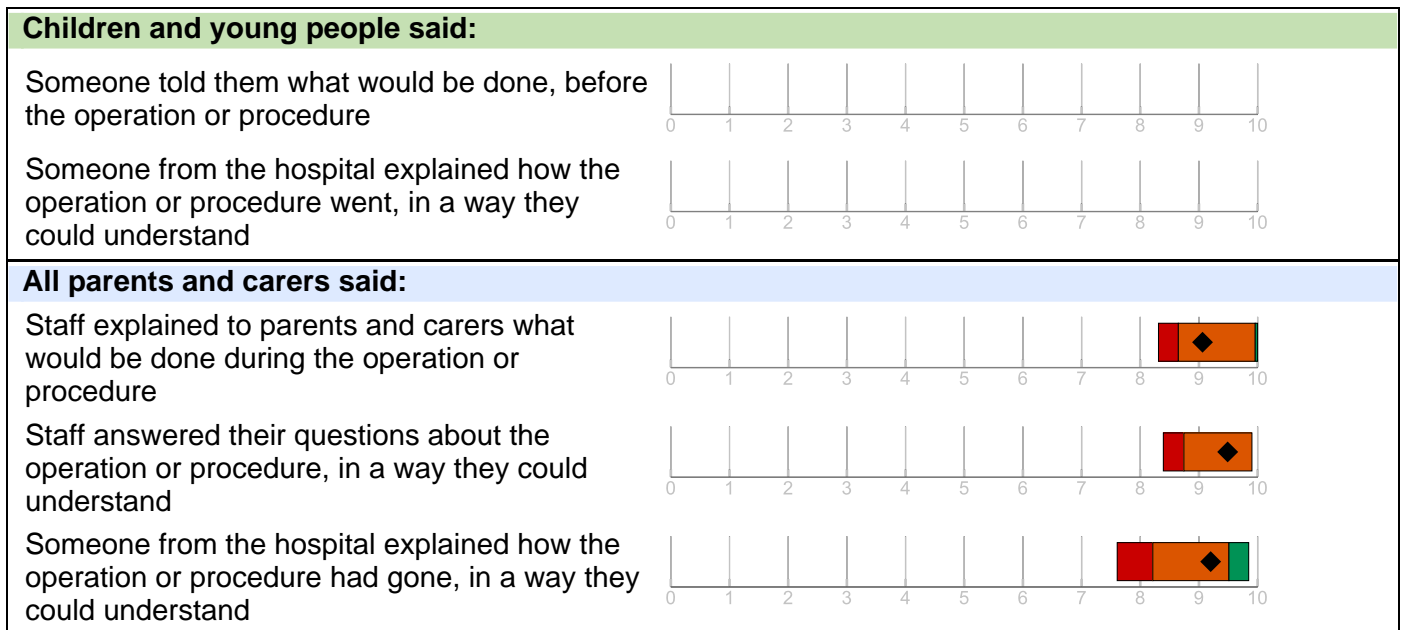 Children and young people said:
Someone told them what would be done, before
the operation or procedure
0 1 2 3 4 5 6 7 8 9 10
Someone from the hospital explained how the
operation or procedure went, in a way they
could understand
0 1 2 3 4 5 6 7 8 9 10
All parents and carers said:
Staff explained to parents and carers what
would be done during the operation or
procedure
0 1 2 3 4 5 6 7 8 9 10
Staff answered their questions about the
operation or procedure, in a way they could
understand
0 1 2 3 4 5 6 7 8 9 10
Someone from the hospital explained how the
operation or procedure had gone, in a way they
could understand
0 1 2 3 4 5 6 7 8 9 10